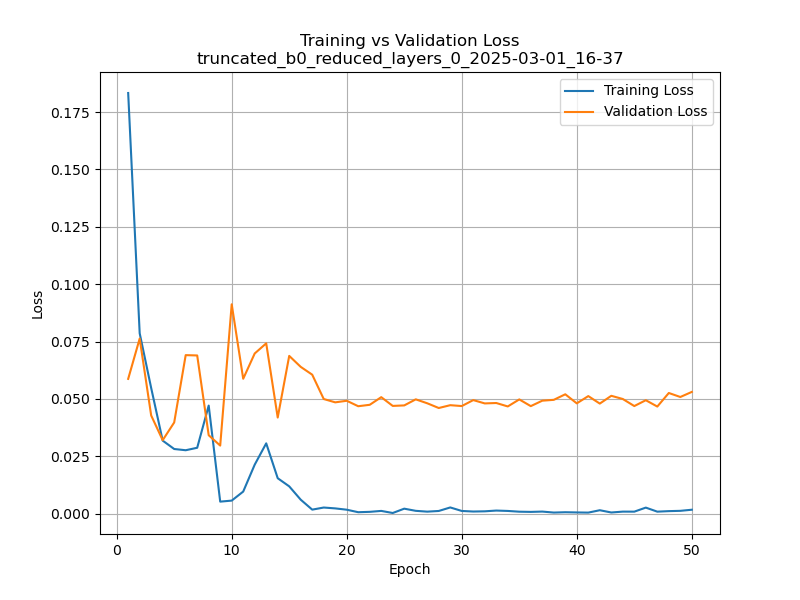 Training vs Validation Loss
truncated_b0_reduced_layers_0_2025-03-01_16-37
Training Loss
Validation Loss
0.175
0.150
0.125
0.100
0.075
0.050
0.025
0.000
Loss
0 10 20 30 40 50
Epoch